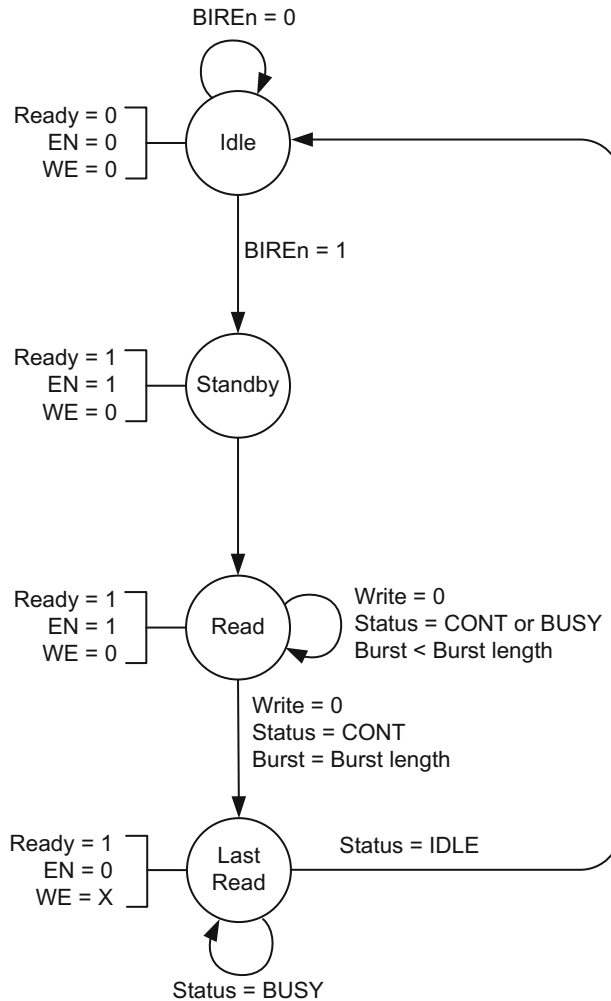 BIREn = 0
Ready = 0
EN = 0
WE = 0
Idle
BIREn = 1
Ready = 1
EN = 1
WE = 0
Standby
Ready = 1
EN = 1
WE = 0
Read
Write = 0
Status = CONT or BUSY
Burst < Burst length
Write = 0
Status = CONT
Burst = Burst length
Ready = 1
EN = 0
WE = X
Last
Read
Status = IDLE
Status = BUSY